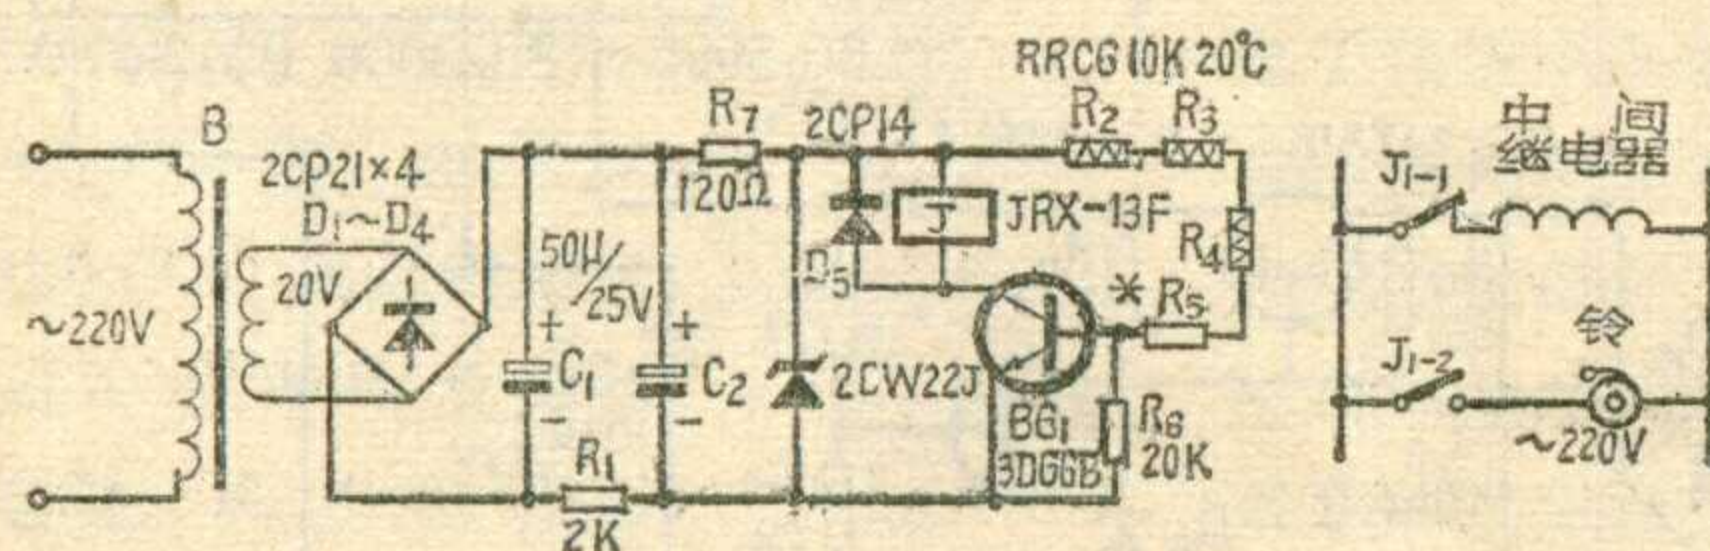 RRC6 10K 20°C
B
R7
2CP14
R2
R3
中间
继电器
2CP21×4
D1~D4
120Ω
J1-1
J
JRX-13F
R4
50μ/25V
20V
D5
* R5
~220V
+
+
铃
C1
C2
2CW22J
J1-2
-
-
BG1
R6
~220V
R1
3DG6B
20K
2K